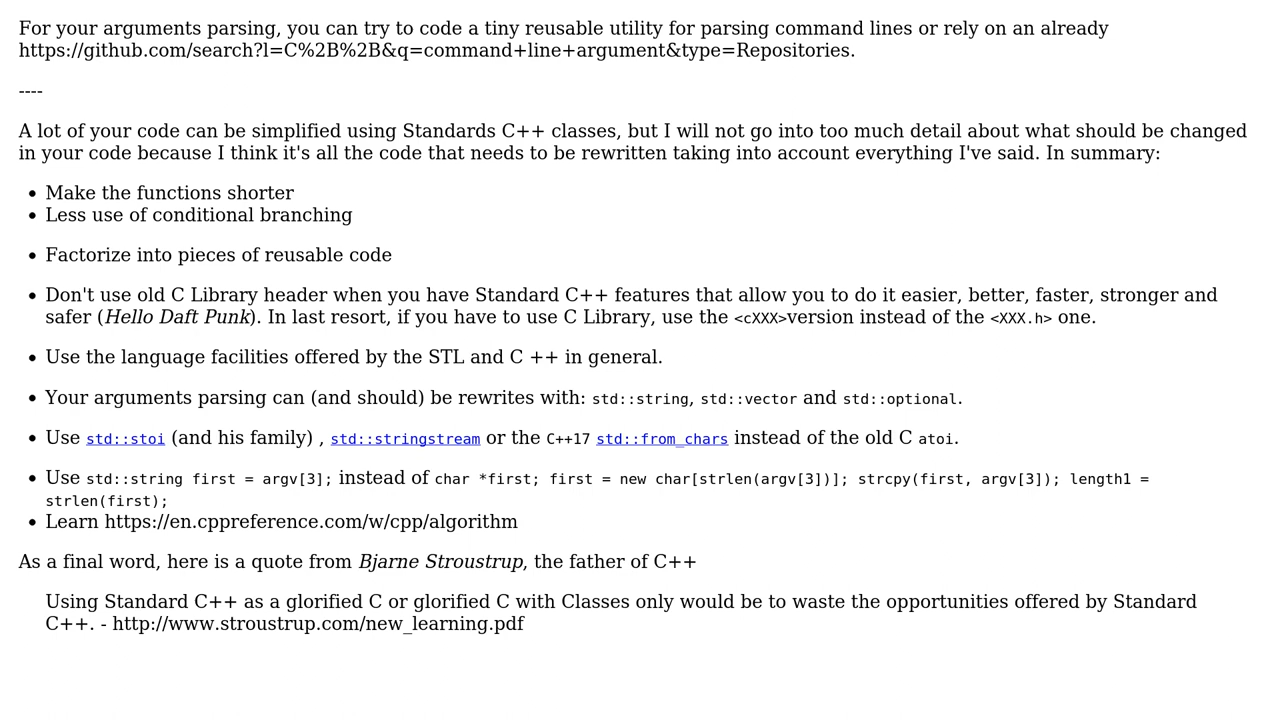 For your arguments parsing, you can try to code a tiny reusable utility for parsing command lines or rely on an already
https://github.com/search?l=C%2B%2B&q=command+line+argument&type=Repositories.
----
A lot of your code can be simplified using Standards C++ classes, but I will not go into too much detail about what should be changed
in your code because I think it's all the code that needs to be rewritten taking into account everything I've said. In summary:
• Make the functions shorter
• Less use of conditional branching
• Factorize into pieces of reusable code
• Don't use old C Library header when you have Standard C++ features that allow you to do it easier, better, faster, stronger and
safer (Hello Daft Punk). In last resort, if you have to use C Library, use the <cXXX>version instead of the <XXX.h> one.
• Use the language facilities offered by the STL and C ++ in general.
• Your arguments parsing can (and should) be rewrites with: std::string, std::vector and std::optional.
• Use std::stoi (and his family) , std::stringstream or the C++17 std::from_chars instead of the old C atoi.
• Use std::string first = argv[3]; instead of char *first; first = new char[strlen(argv[3])]; strcpy(first, argv[3]); length1 =
strlen(first);
• Learn https://en.cppreference.com/w/cpp/algorithm
As a final word, here is a quote from Bjarne Stroustrup, the father of C++
Using Standard C++ as a glorified C or glorified C with Classes only would be to waste the opportunities offered by Standard
C++. - http://www.stroustrup.com/new_learning.pdf